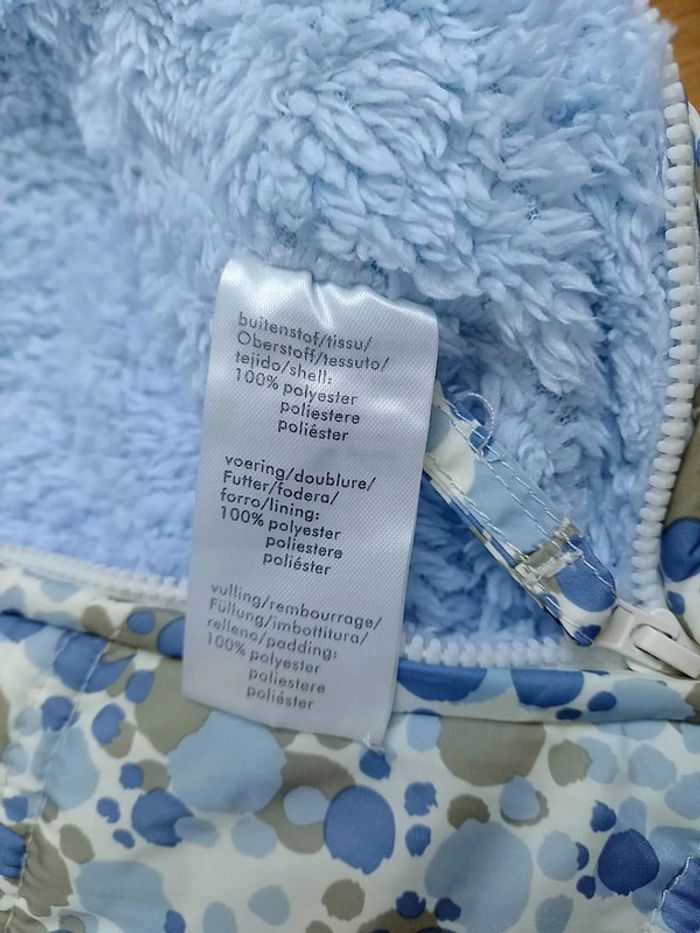 buitenstof/tissu/
Oberstoff/tessuto/
tejido/shell:
100% polyester
poliestere
poliéster
voering/doublure/
Futter/fodera/
forro/lining:
100% polyester
poliestere
poliéster
vulling/rembourrage/
Füllung/imbottitura/
relleno/padding:
100% polyester
poliestere
poliéster